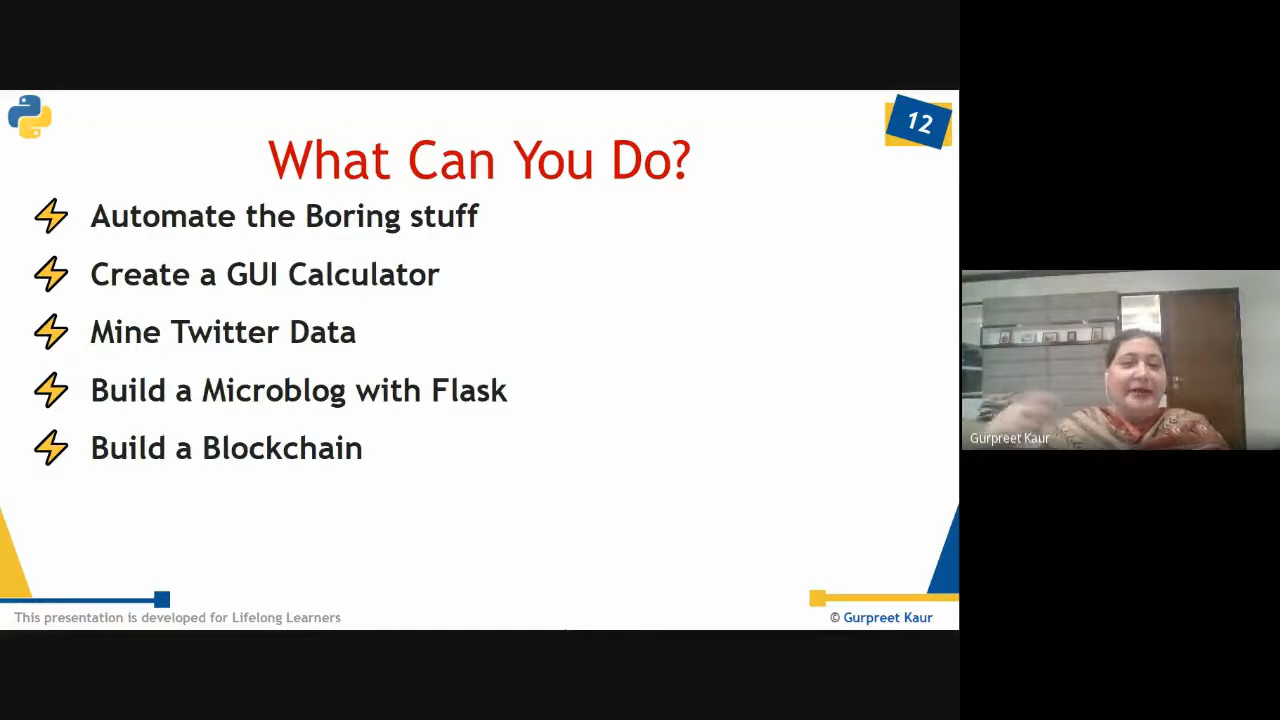 12
What Can You Do?
Automate the Boring stuff
Create a GUI Calculator
Mine Twitter Data
Build a Microblog with Flask
Build a Blockchain
This presentation is developed for Lifelong Learners
© Gurpreet Kaur
Gurpreet Kaur